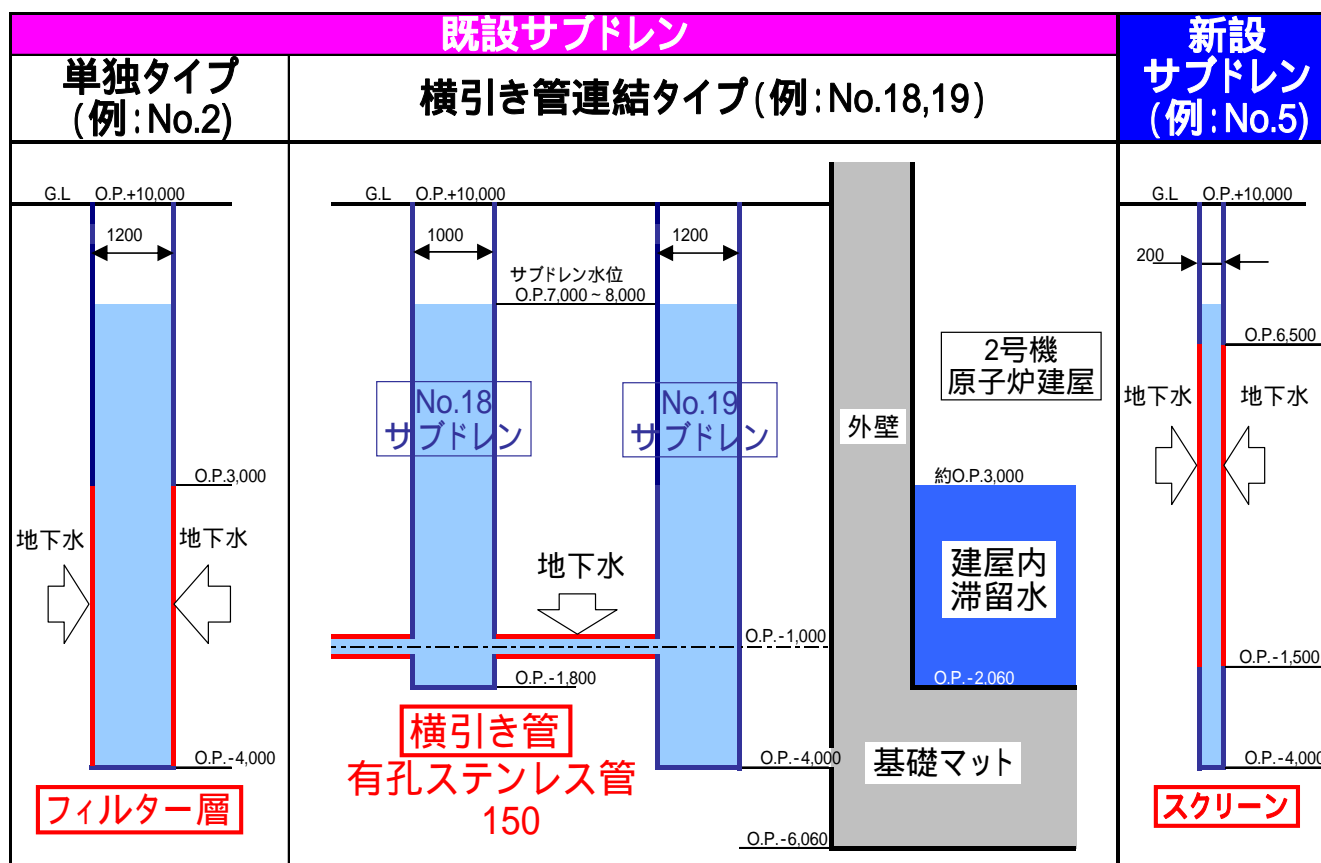 既設サブドレン
新設
サブドレン
(例:No.5)
単独タイプ
(例:No.2)
横引き管連結タイプ(例:No.18,19)
G.L O.P.+10,000
1200
O.P.3,000
地下水
地下水
O.P.-4,000
フィルター層
G.L O.P.+10,000
1000
1200
サブドレン水位
O.P.7,000~8,000
No.18
サブドレン
No.19
サブドレン
地下水
O.P.-1,000
O.P.-1,800
横引き管
有孔ステンレス管
150
O.P.-4,000
O.P.-6,060
外壁
2号機
原子炉建屋
約O.P.3,000
建屋内
滞留水
O.P.-2.060
基礎マット
G.L O.P.+10,000
200
O.P.6,500
地下水
地下水
O.P.-1,500
O.P.-4,000
スクリーン